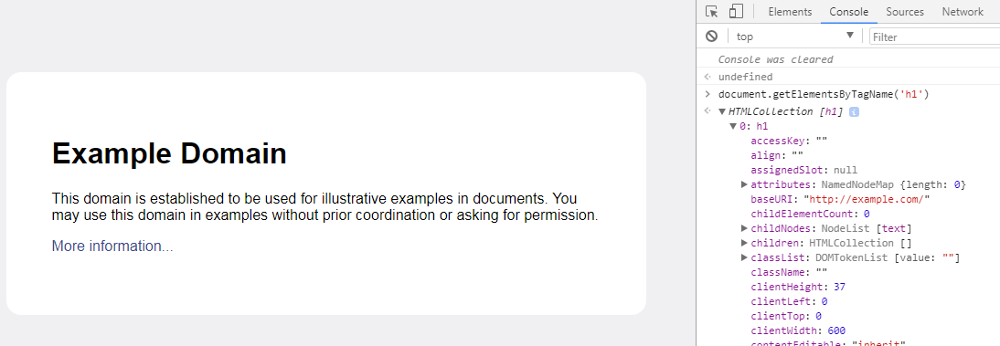 Example Domain
This domain is established to be used for illustrative examples in documents. You
may use this domain in examples without prior coordination or asking for permission.
More information...
Elements Console Sources Network
top Filter
Console was cleared
undefined
document.getElementsByTagName('h1')
HTMLCollection [h1]
0: h1
accessKey: ""
align: ""
assignedSlot: null
attributes: NamedNodeMap {length: 0}
baseURI: "http://example.com/"
childElementCount: 0
childNodes: NodeList [text]
children: HTMLCollection []
classList: DOMTokenList [value: ""]
className: ""
clientHeight: 37
clientLeft: 0
clientTop: 0
clientWidth: 600
contentEditable: "inherit"